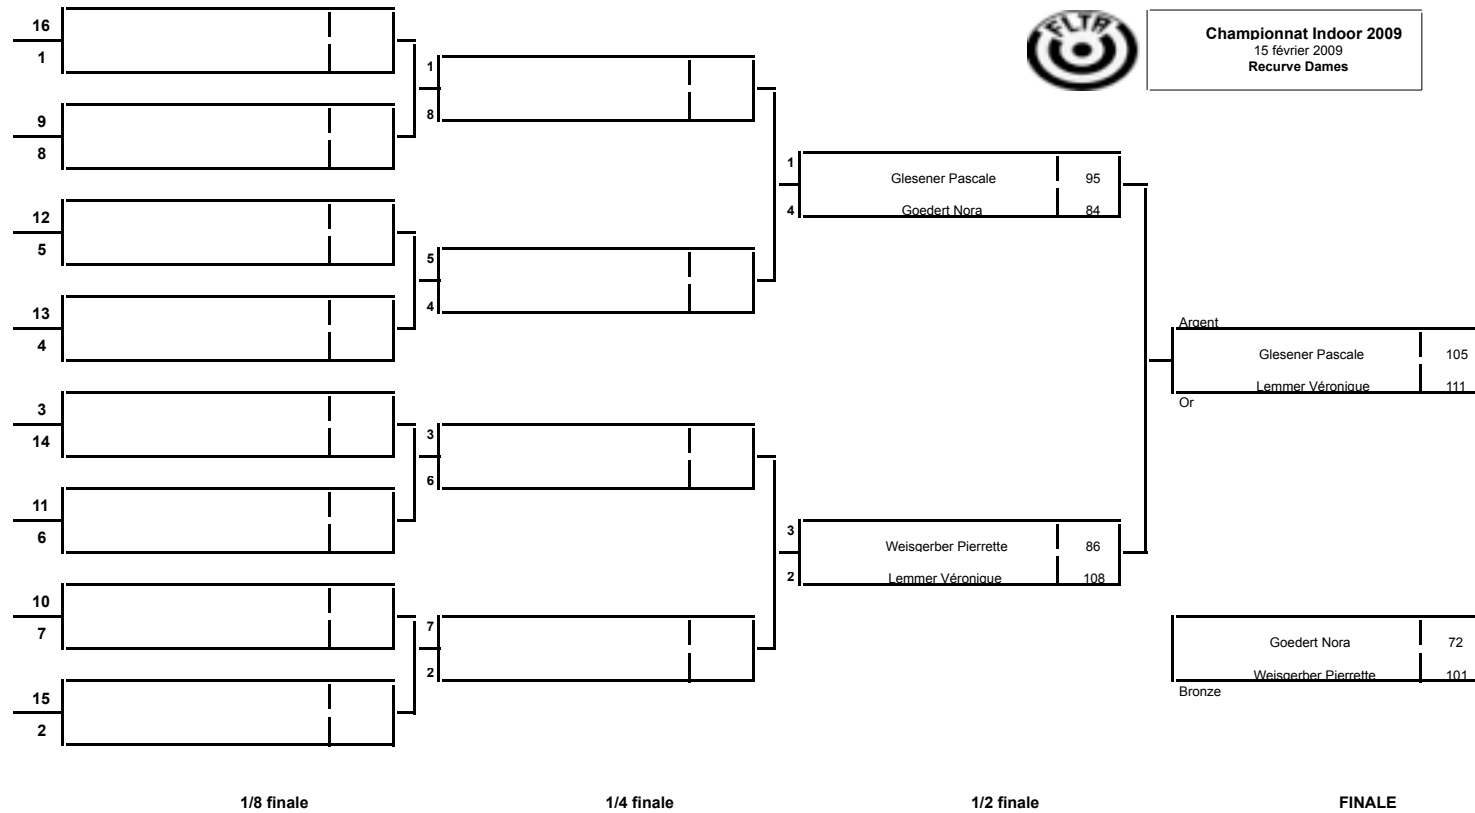 FLTA
Championnat Indoor 2009
15 février 2009
Recurve Dames
16
1
9
8
12
5
13
4
3
14
11
6
10
7
15
2
1
8
5
4
3
6
7
2
1 Glesener Pascale 95
4 Goedert Nora 84
3 Weisgerber Pierrette 86
2 Lemmer Véronique 108
Argent
Glesener Pascale 105
Lemmer Véronique 111
Or
Goedert Nora 72
Weisgerber Pierrette 101
Bronze
1/8 finale 1/4 finale 1/2 finale FINALE